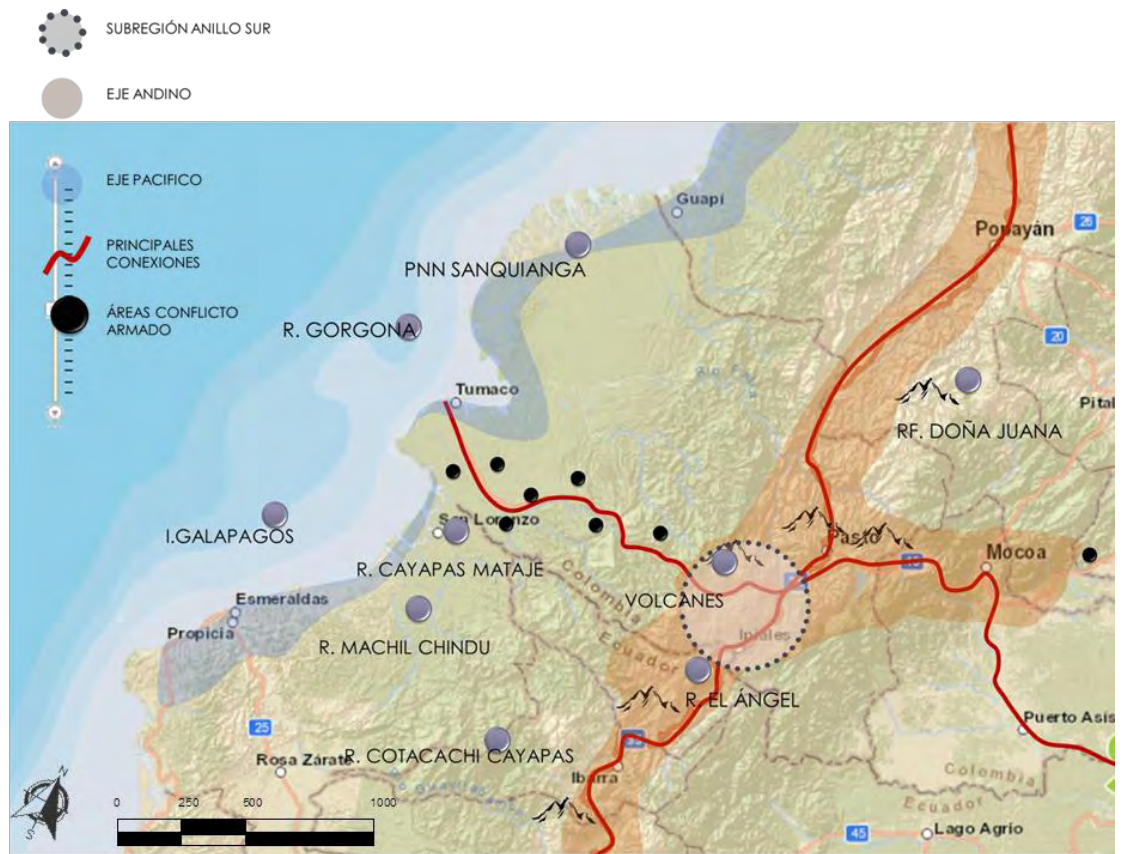 SUBREGIÓN ANILLO SUR
EJE ANDINO
EJE PACIFICO
PRINCIPALES
CONEXIONES
ÁREAS CONFLICTO
ARMADO
Guapí
Popayán
26
PNN SANQUIANGA
R. GORGONA
20
Tumaco
Pital
RF. DOÑA JUANA
I.GALAPAGOS
San Lorenzo
Pasto
Mocoa
R. CAYAPAS MATAJE
Colombia
VOLCANES
Esmeraldas
Propicia
Ecuador
Ipiales
R. MACHIL CHINDU
R. EL ÁNGEL
25
Puerto Asís
Rosa Zárate
R. COTACACHI CAYAPAS
Ibarra
Colombia
Ecuador
N
S
0 250 500 1000
45
Lago Agrio